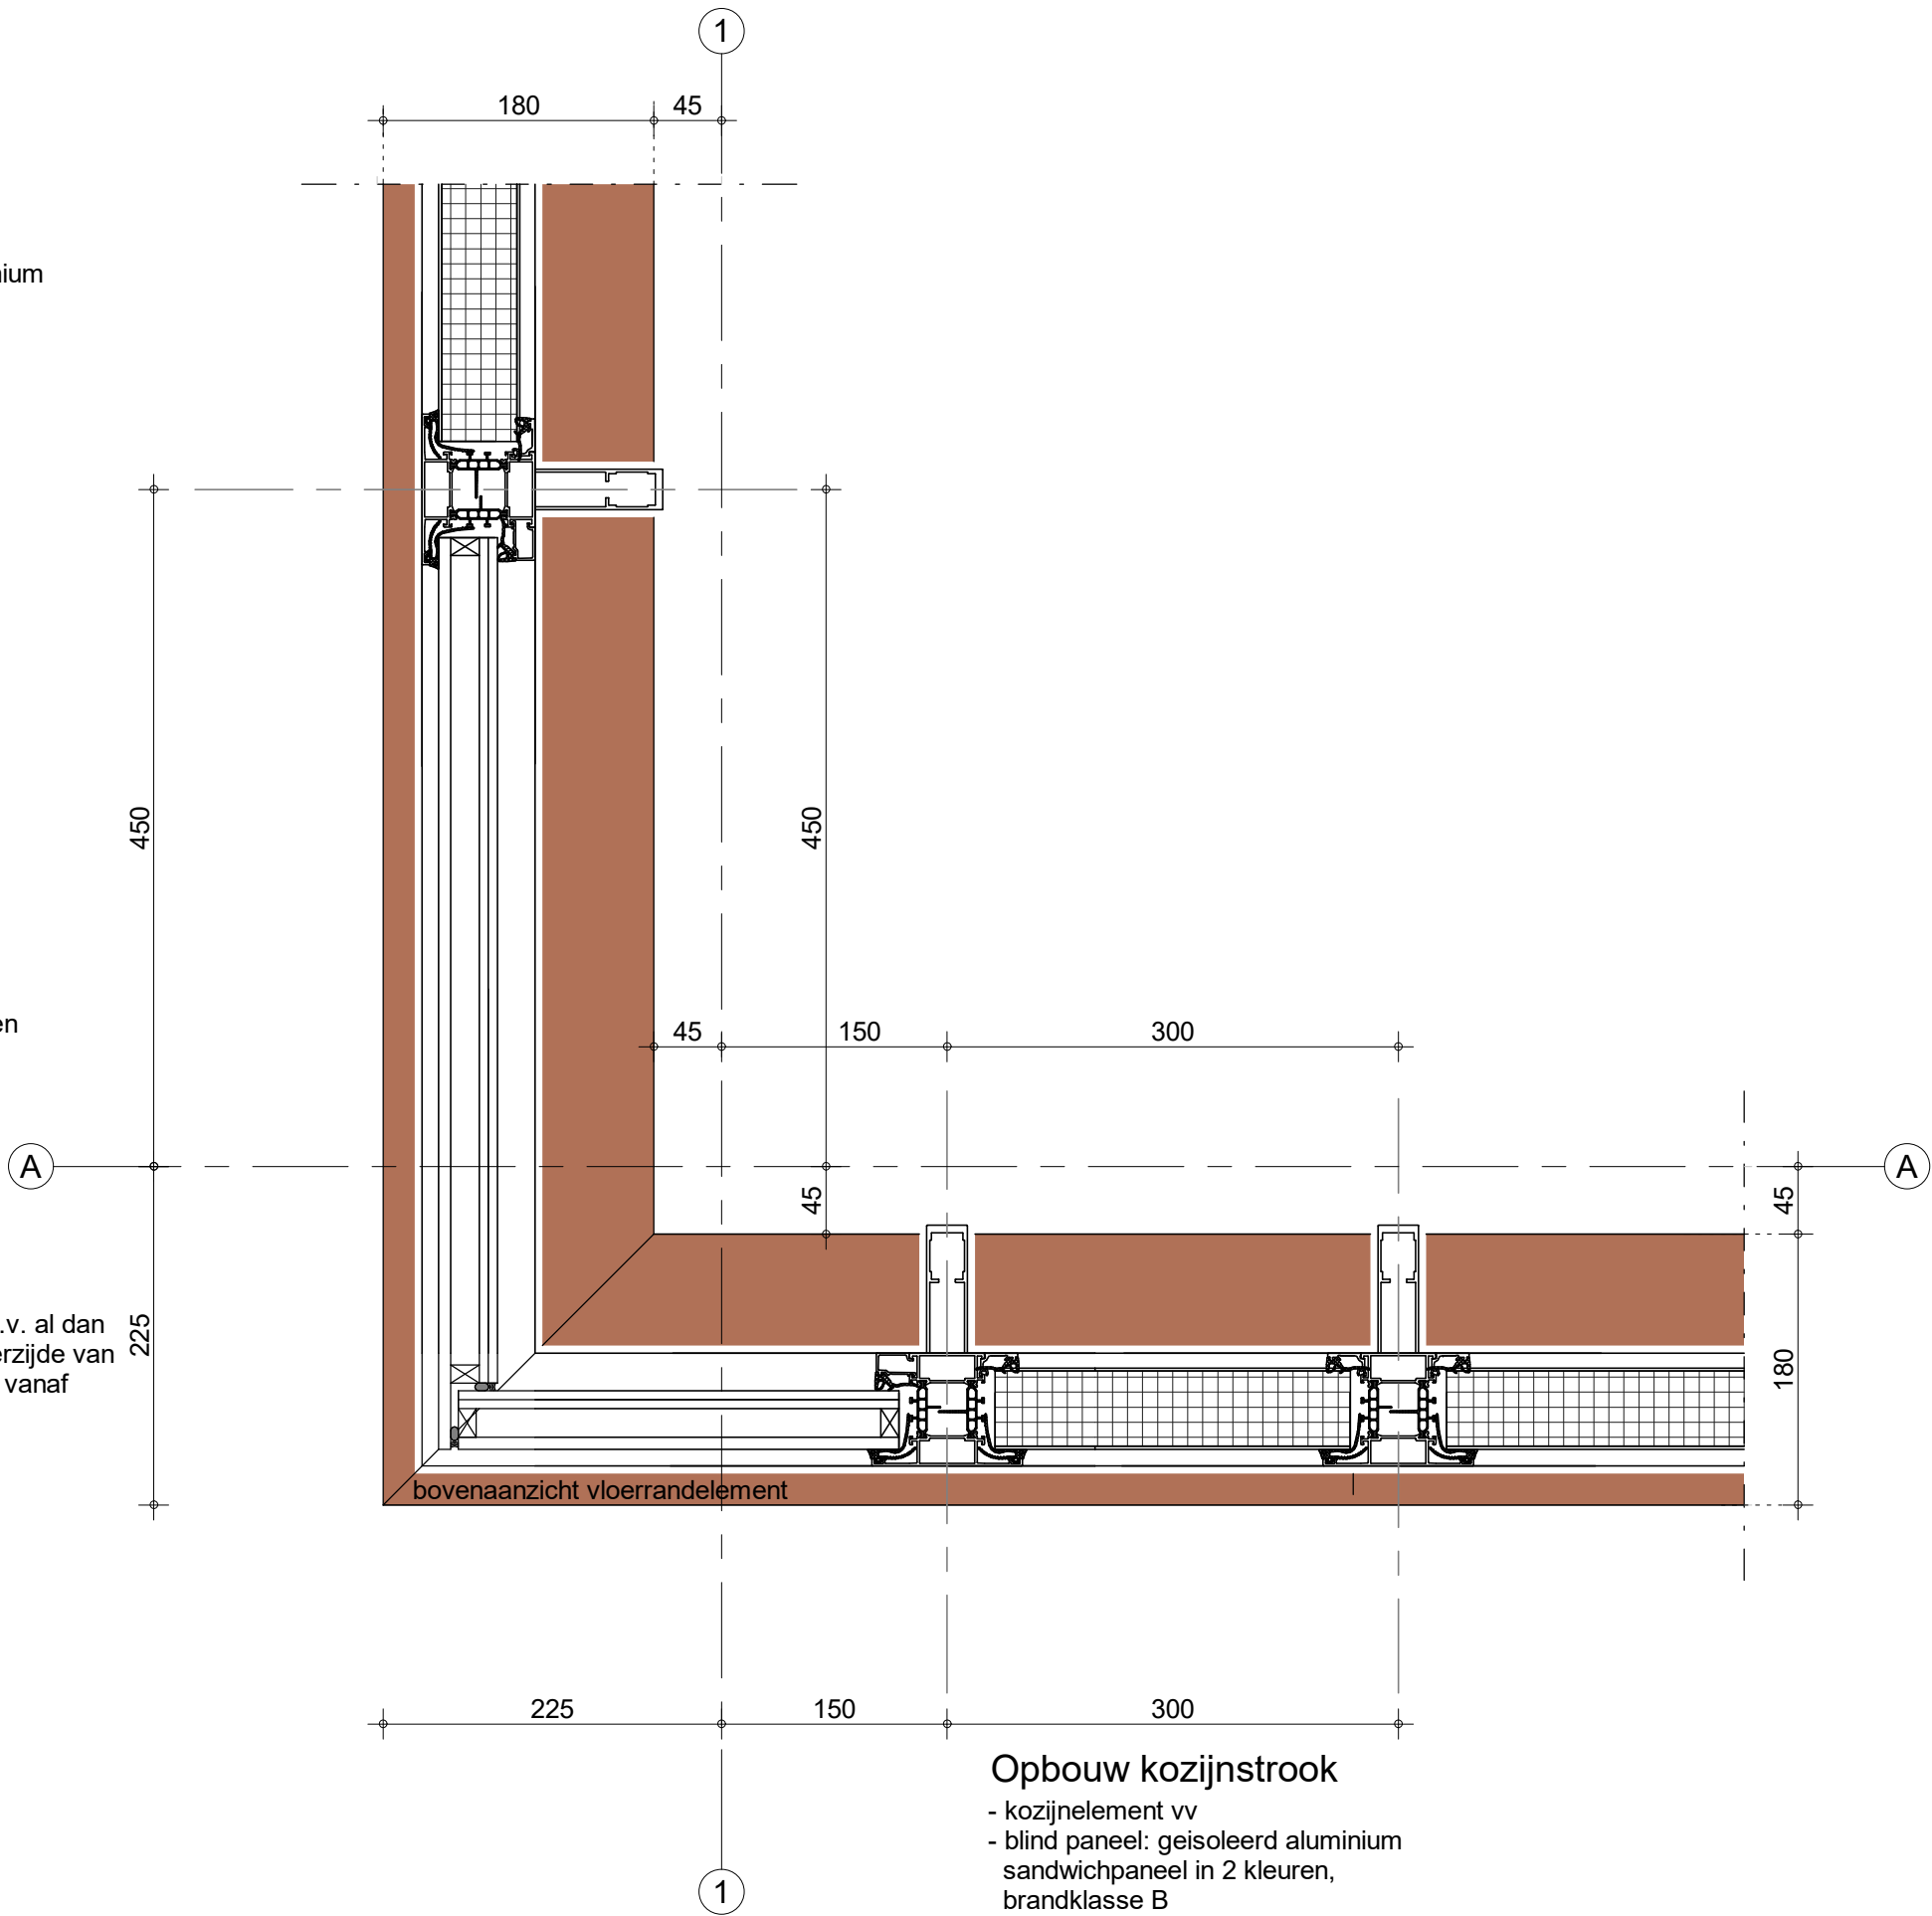 1
180
45
nium
450
450
en
45
150
300
A
A
45
45
.v. al dan
erzijde van
vanaf
225
180
bovenaanzicht vloerrandelement
225
150
300
Opbouw kozijnstrook
- kozijnelement vv
- blind paneel: geisoleerd aluminium
sandwichpaneel in 2 kleuren,
brandklasse B
1